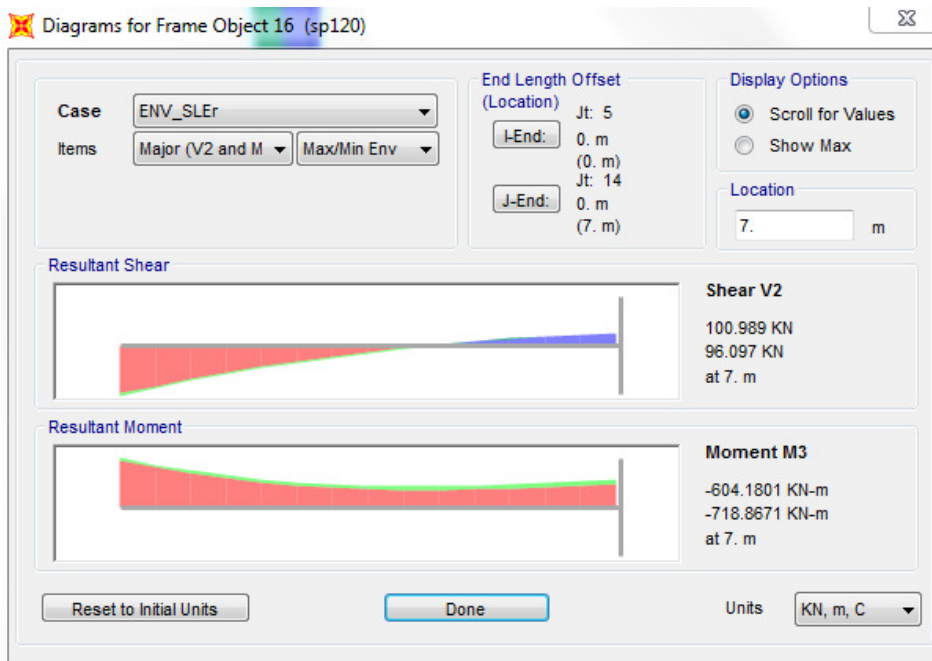 Diagrams for Frame Object 16 (sp120)
Case
ENV_SLEr
Items
Major (V2 and M
Max/Min Env
End Length Offset
(Location)
I-End:
Jt: 5
0. m
(0. m)
J-End:
Jt: 14
0. m
(7. m)
Display Options
Scroll for Values
Show Max
Location
7.
m
Resultant Shear
Shear V2
100.989 KN
96.097 KN
at 7. m
Resultant Moment
Moment M3
-604.1801 KN-m
-718.8671 KN-m
at 7. m
Reset to Initial Units
Done
Units
KN, m, C